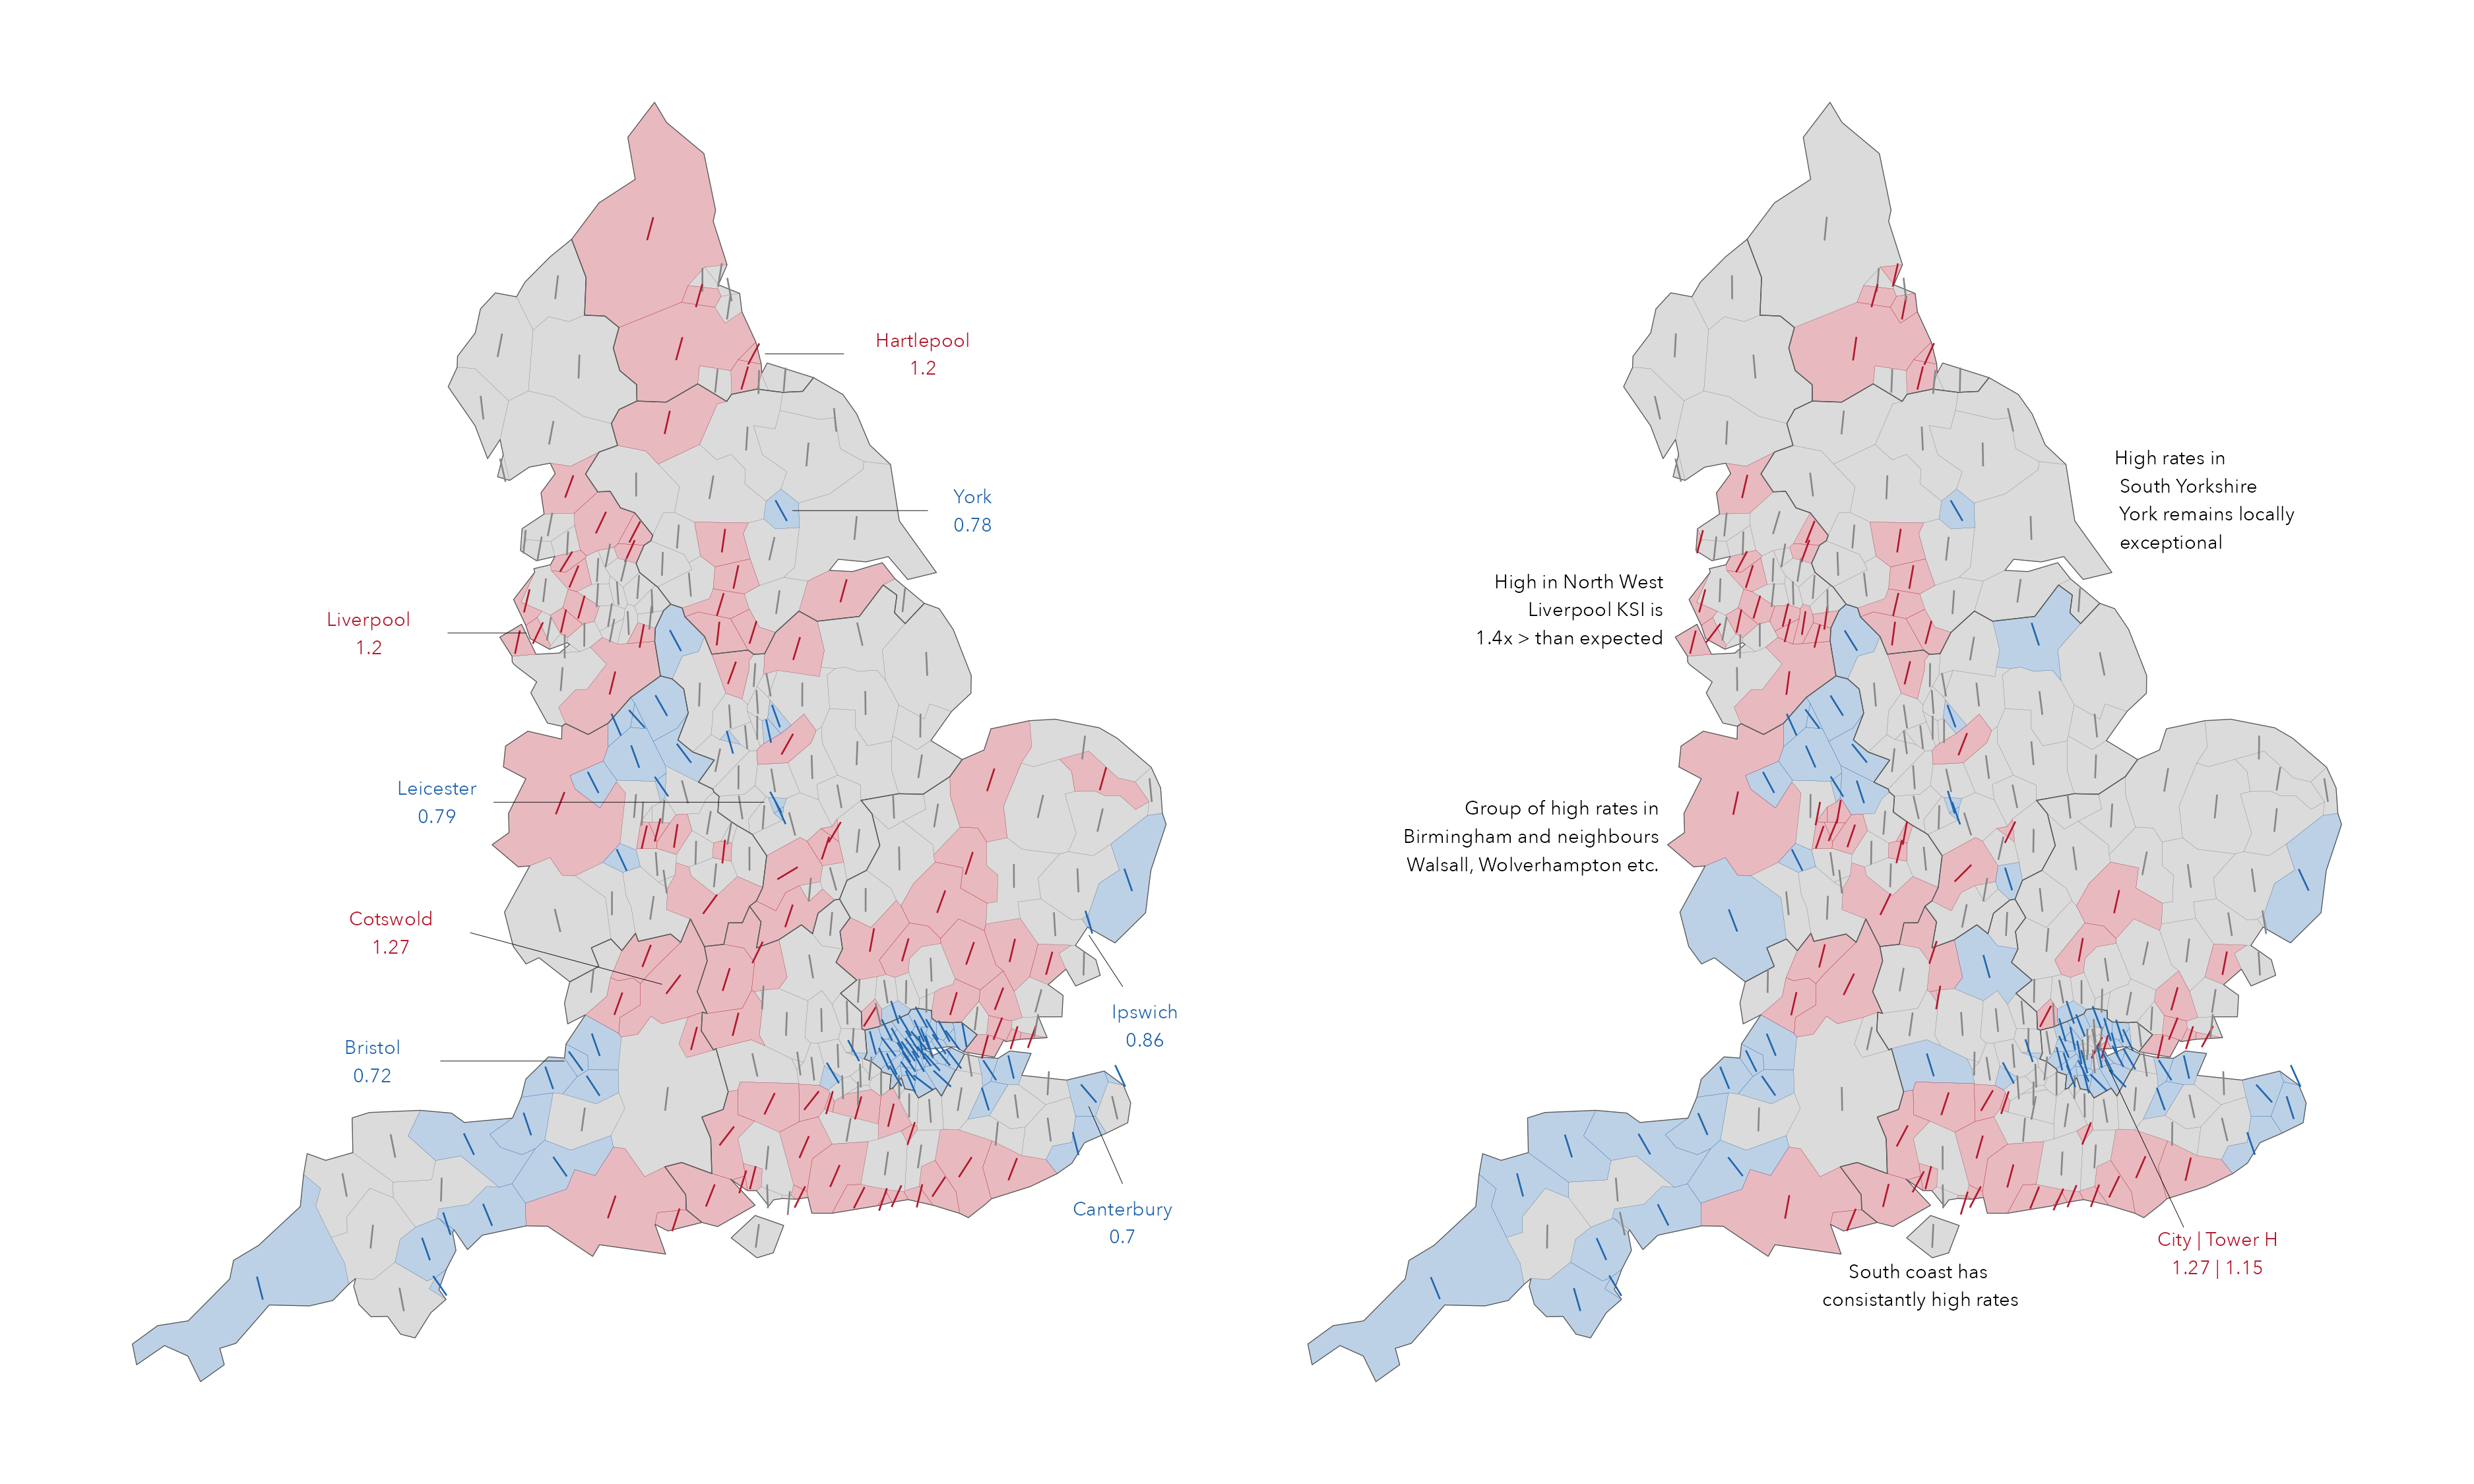 Hartlepool
1.2
York
0.78
Liverpool
1.2
Leicester
0.79
Cotswold
1.27
Bristol
0.72
Ipswich
0.86
Canterbury
0.7
High rates in
South Yorkshire
York remains locally
exceptional
High in North West
Liverpool KSI is
1.4x > than expected
Group of high rates in
Birmingham and neighbours
Walsall, Wolverhampton etc.
City | Tower H
1.27 | 1.15
South coast has
consistantly high rates